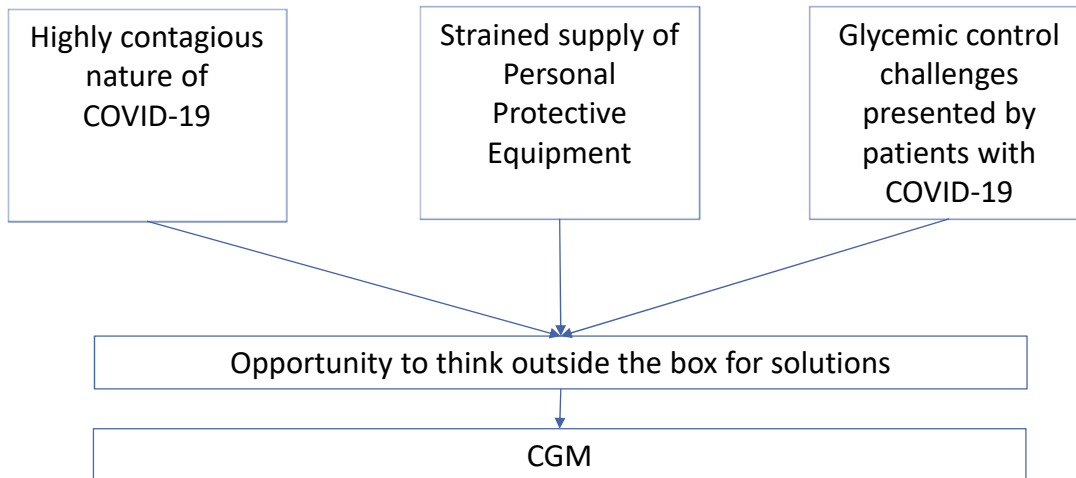 Highly contagious
nature of
COVID-19
Strained supply of
Personal
Protective
Equipment
Glycemic control
challenges
presented by
patients with
COVID-19
Opportunity to think outside the box for solutions
CGM